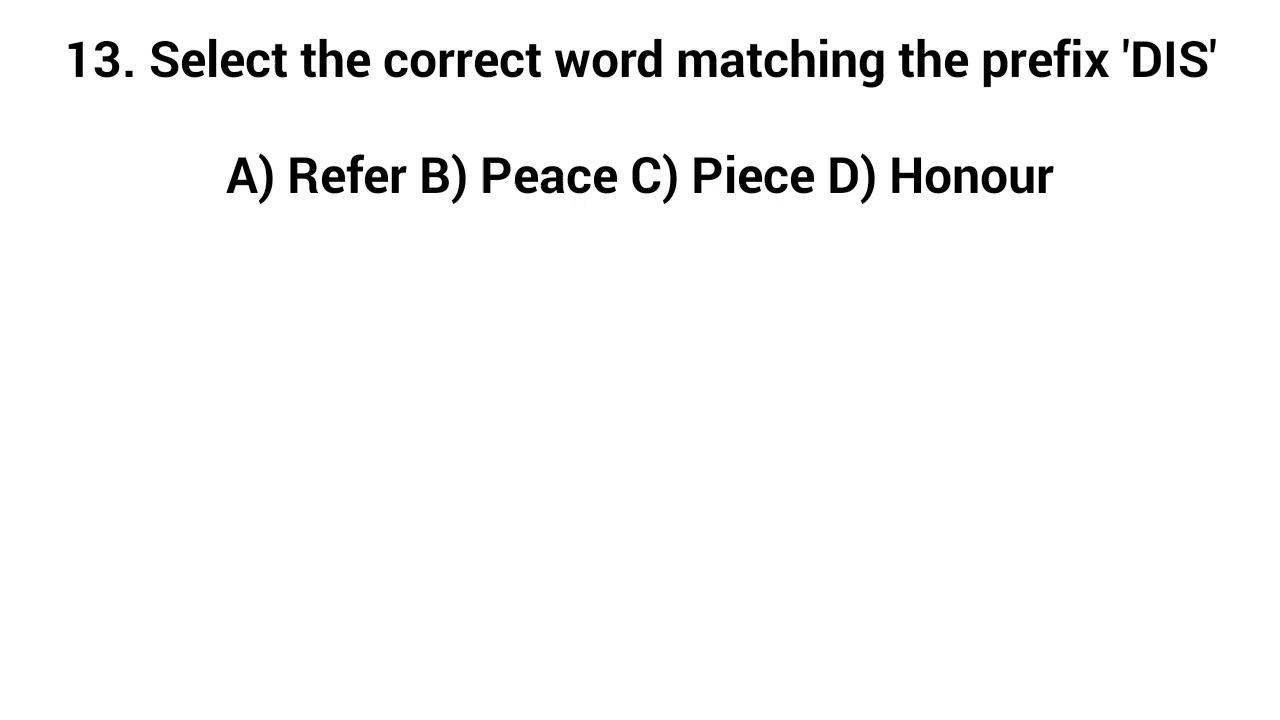 13. Select the correct word matching the prefix 'DIS'
A) Refer B) Peace C) Piece D) Honour